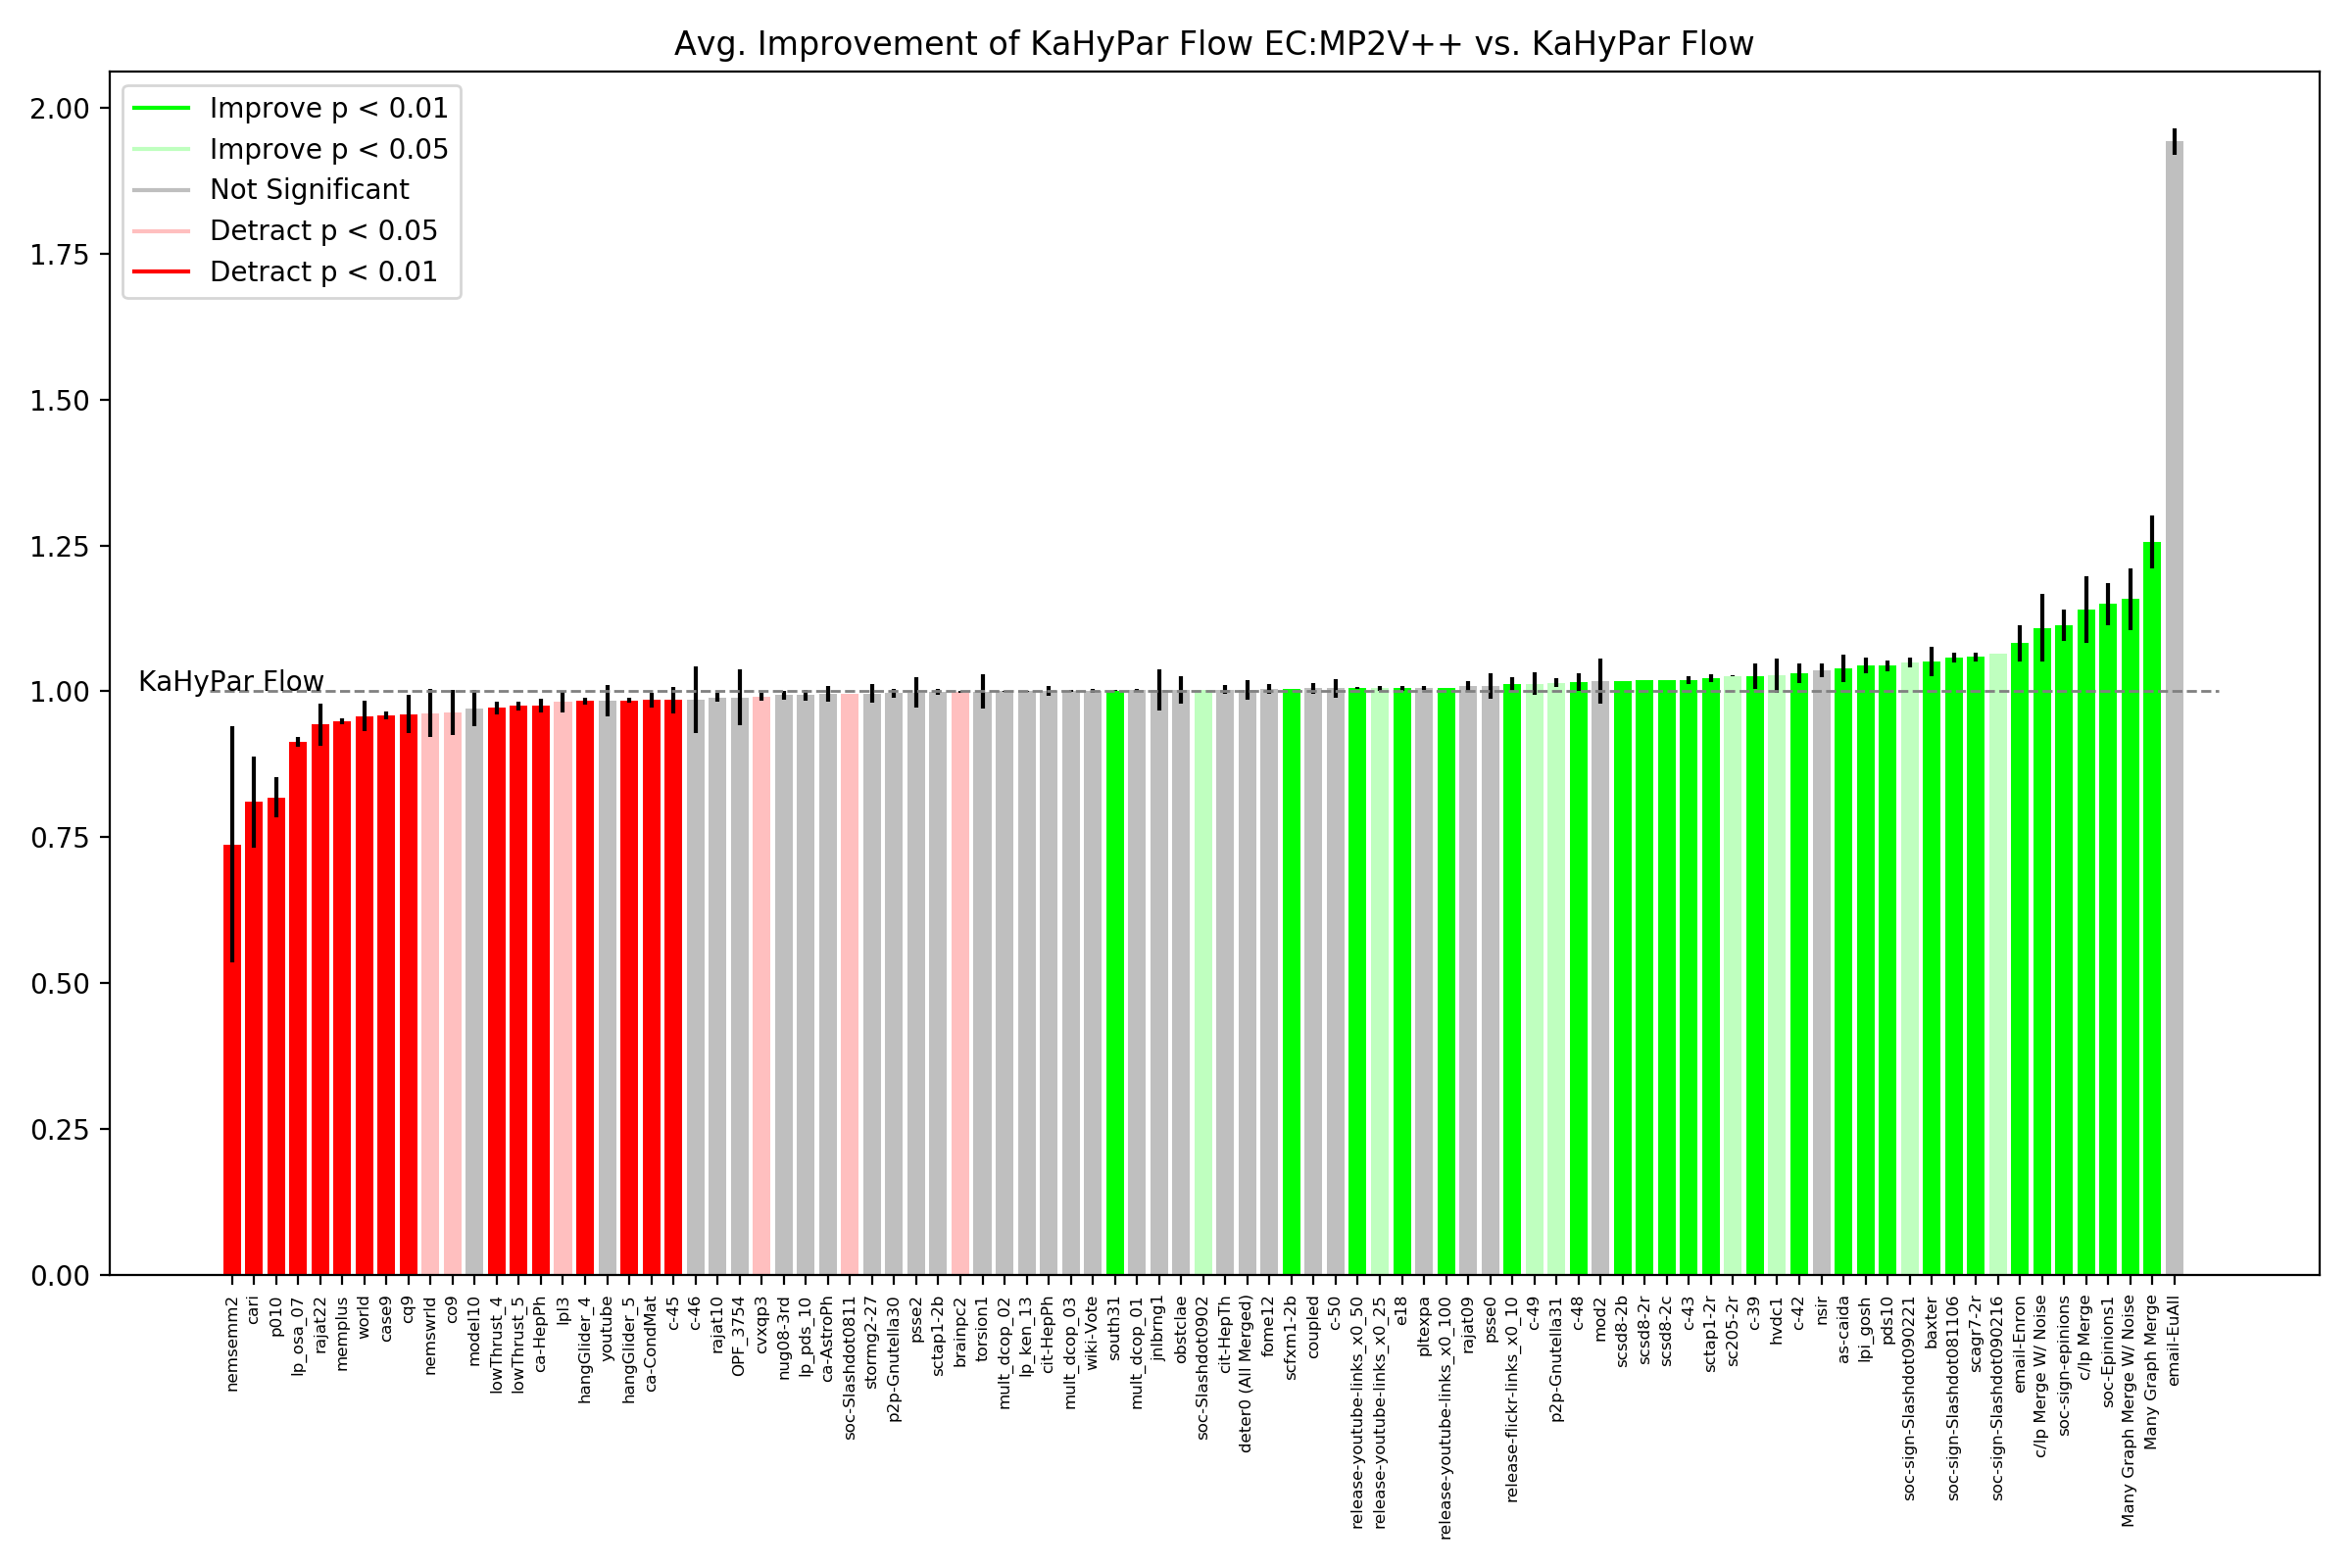 Avg. Improvement of KaHyPar Flow EC:MP2V++ vs. KaHyPar Flow
Improve p < 0.01
Improve p < 0.05
Not Significant
Detract p < 0.05
Detract p < 0.01
2.00
1.75
1.50
1.25
1.00
0.75
0.50
0.25
0.00
KaHyPar Flow
nemsemm2
cari
p010
lp_osa_07
rajat22
memplus
world
case9
cq9
nemswrld
co9
model10
lowThrust_4
lowThrust_5
ca-HepPh
lpl3
hangGlider_4
youtube
hangGlider_5
ca-CondMat
c-45
c-46
rajat10
OPF_3754
cvxqp3
nug08-3rd
lp_pds_10
ca-AstroPh
soc-Slashdot0811
stormg2-27
p2p-Gnutella30
psse2
sctap1-2b
brainpc2
torsion1
mult_dcop_02
lp_ken_13
cit-HepPh
mult_dcop_03
wiki-Vote
south31
mult_dcop_01
jnlbrng1
obstclae
soc-Slashdot0902
cit-HepTh
deter0 (All Merged)
fome12
scfxm1-2b
coupled
c-50
release-youtube-links_x0_50
release-youtube-links_x0_25
e18
pltexpa
release-youtube-links_x0_100
rajat09
psse0
release-flickr-links_x0_10
c-49
p2p-Gnutella31
c-48
mod2
scsd8-2b
scsd8-2r
scsd8-2c
c-43
sctap1-2r
sc205-2r
c-39
hvdc1
c-42
nsir
as-caida
lpi_gosh
pds10
soc-sign-Slashdot090221
baxter
soc-sign-Slashdot081106
scagr7-2r
soc-sign-Slashdot090216
email-Enron
c/lp Merge W/ Noise
soc-sign-epinions
c/lp Merge
soc-Epinions1
Many Graph Merge W/ Noise
Many Graph Merge
email-EuAll